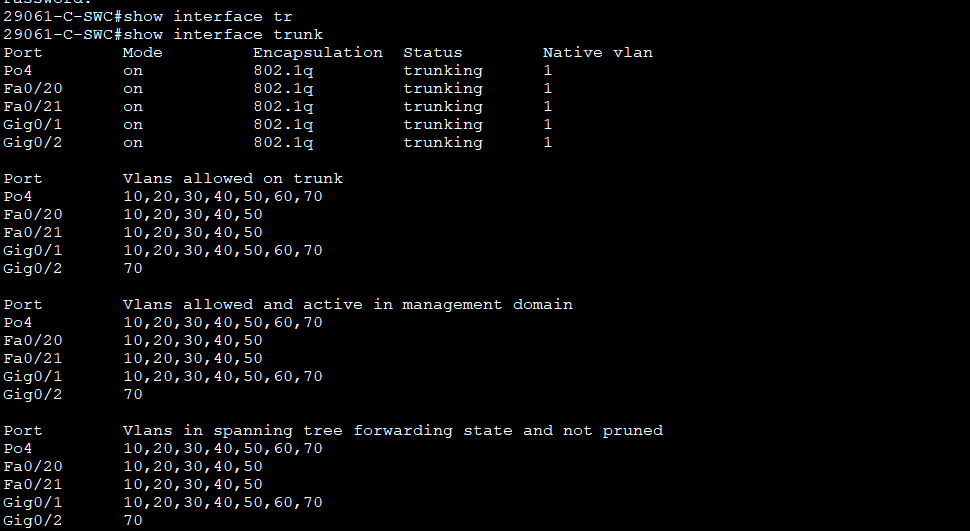 Password:
29061-C-SWC#show interface tr
29061-C-SWC#show interface trunk
Port        Mode         Encapsulation  Status        Native vlan
Po4         on           802.1q         trunking      1
Fa0/20      on           802.1q         trunking      1
Fa0/21      on           802.1q         trunking      1
Gig0/1      on           802.1q         trunking      1
Gig0/2      on           802.1q         trunking      1
Port        Vlans allowed on trunk
Po4         10,20,30,40,50,60,70
Fa0/20      10,20,30,40,50
Fa0/21      10,20,30,40,50
Gig0/1      10,20,30,40,50,60,70
Gig0/2      70
Port        Vlans allowed and active in management domain
Po4         10,20,30,40,50,60,70
Fa0/20      10,20,30,40,50
Fa0/21      10,20,30,40,50
Gig0/1      10,20,30,40,50,60,70
Gig0/2      70
Port        Vlans in spanning tree forwarding state and not pruned
Po4         10,20,30,40,50,60,70
Fa0/20      10,20,30,40,50
Fa0/21      10,20,30,40,50
Gig0/1      10,20,30,40,50,60,70
Gig0/2      70